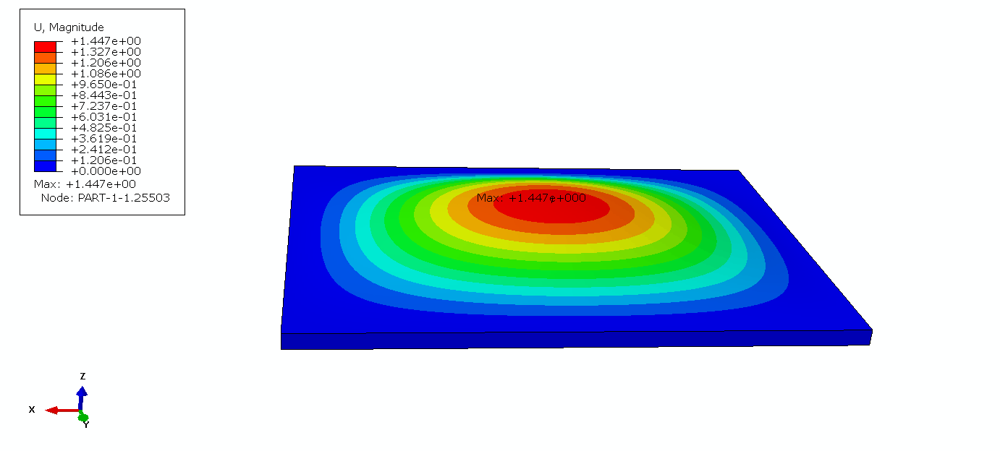 U, Magnitude
+1.447e+00
+1.327e+00
+1.206e+00
+1.086e+00
+9.650e-01
+8.443e-01
+7.237e-01
+6.031e-01
+4.825e-01
+3.619e-01
+2.412e-01
+1.206e-01
+0.000e+00
Max: +1.447e+00
Node: PART-1-1.25503
Max: +1.447e+000
Z
X
Y